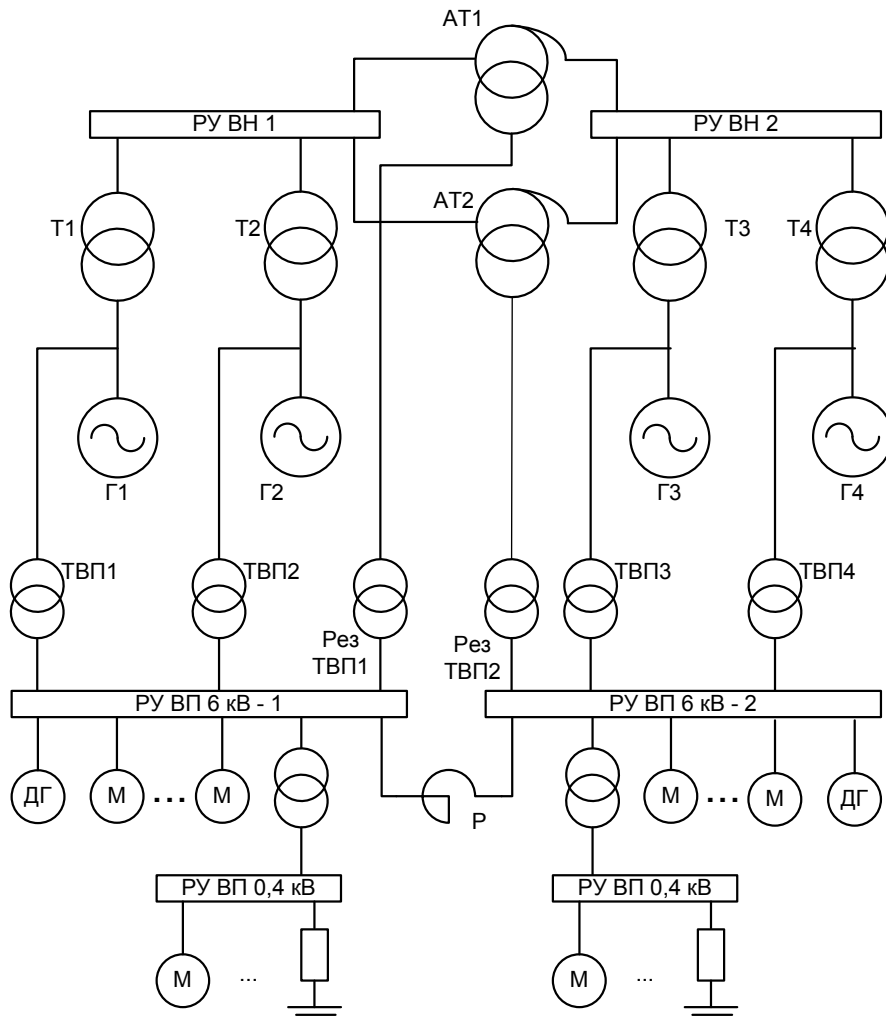 АТ1
РУ ВН 1
РУ ВН 2
Т1
Т2
АТ2
Т3
Т4
Г1
Г2
Г3
Г4
ТВП1
ТВП2
ТВП3
ТВП4
Рез
ТВП1
Рез
ТВП2
РУ ВП 6 кВ - 1
РУ ВП 6 кВ - 2
ДГ
М
...
М
М
...
М
ДГ
Р
РУ ВП 0,4 кВ
РУ ВП 0,4 кВ
М
...
М
...